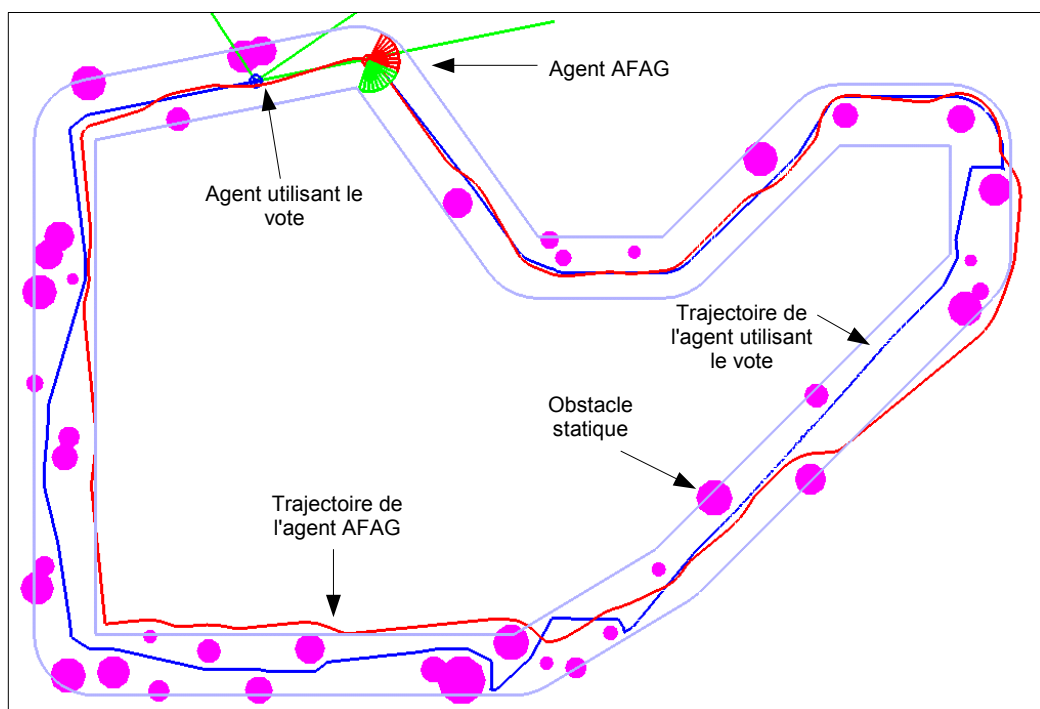 Agent AFAG
Agent utilisant le
vote
Trajectoire de
l'agent utilisant
le vote
Obstacle
statique
Trajectoire de
l'agent AFAG